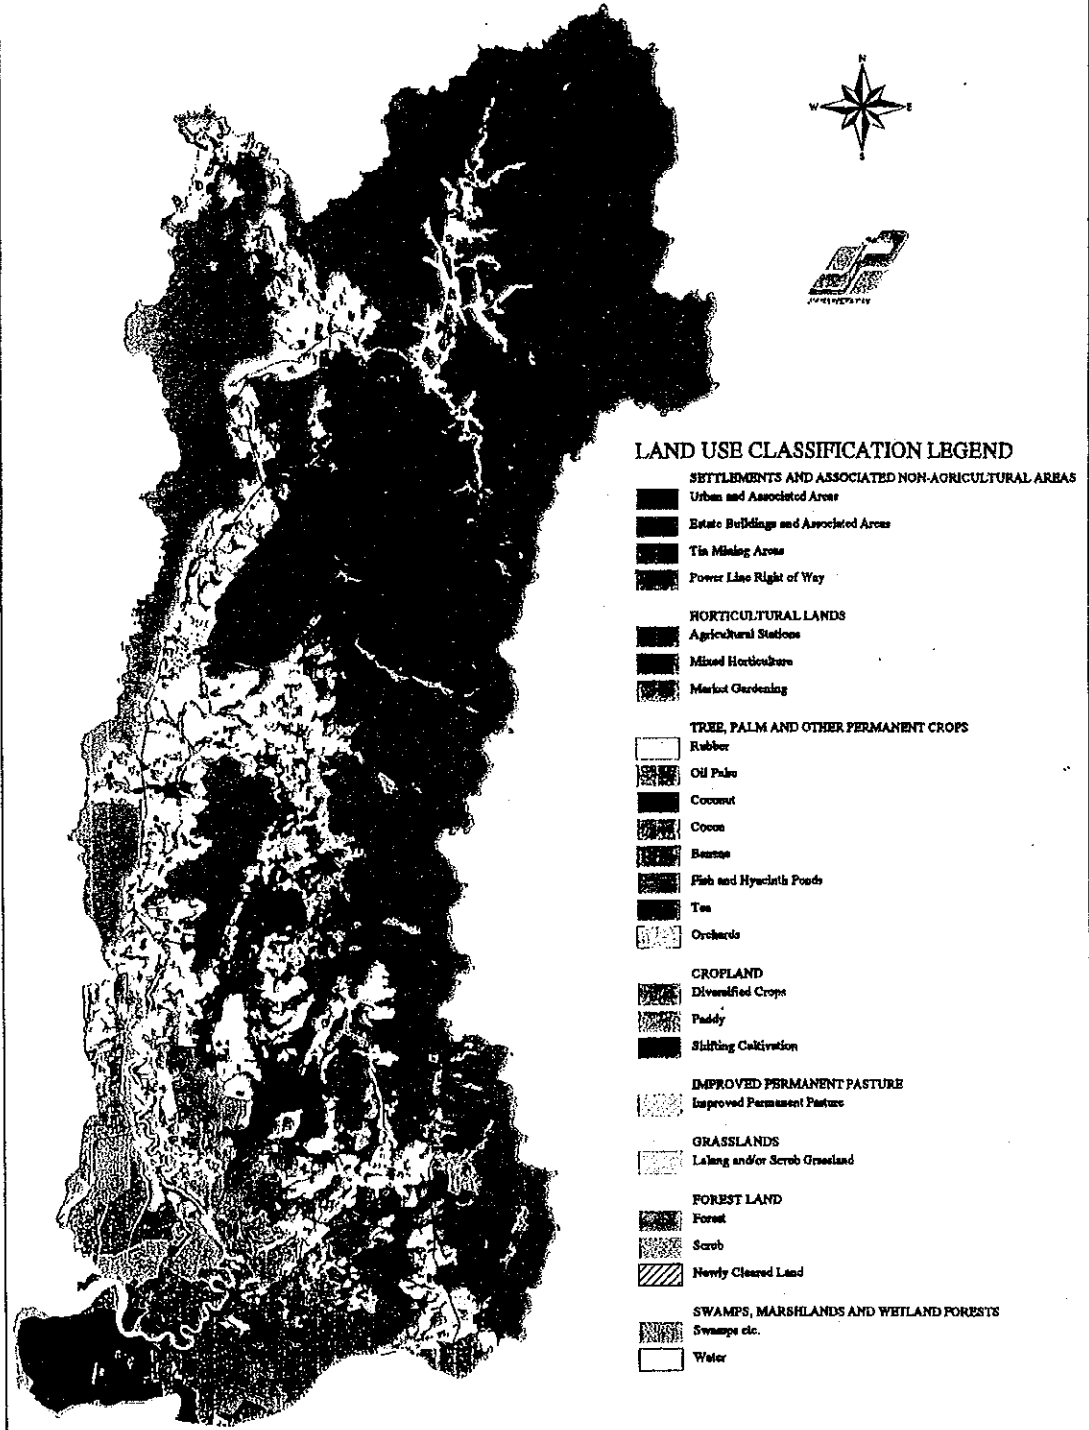 N
W E
S
LAND USE CLASSIFICATION LEGEND
SETTLEMENTS AND ASSOCIATED NON-AGRICULTURAL AREAS
Urban and Associated Areas
Estate Buildings and Associated Areas
Tin Mining Areas
Power Line Right of Way
HORTICULTURAL LANDS
Agricultural Stations
Mixed Horticulture
Market Gardening
TREE, PALM AND OTHER PERMANENT CROPS
Rubber
Oil Palm
Coconut
Cocoa
Banana
Fish and Hyacinth Ponds
Tea
Orchards
CROPLAND
Diversified Crops
Paddy
Shifting Cultivation
IMPROVED PERMANENT PASTURE
Improved Permanent Pasture
GRASSLANDS
Lalang and/or Scrub Grassland
FOREST LAND
Forest
Scrub
Newly Cleared Land
SWAMPS, MARSHLANDS AND WETLAND FORESTS
Swamps etc.
Water